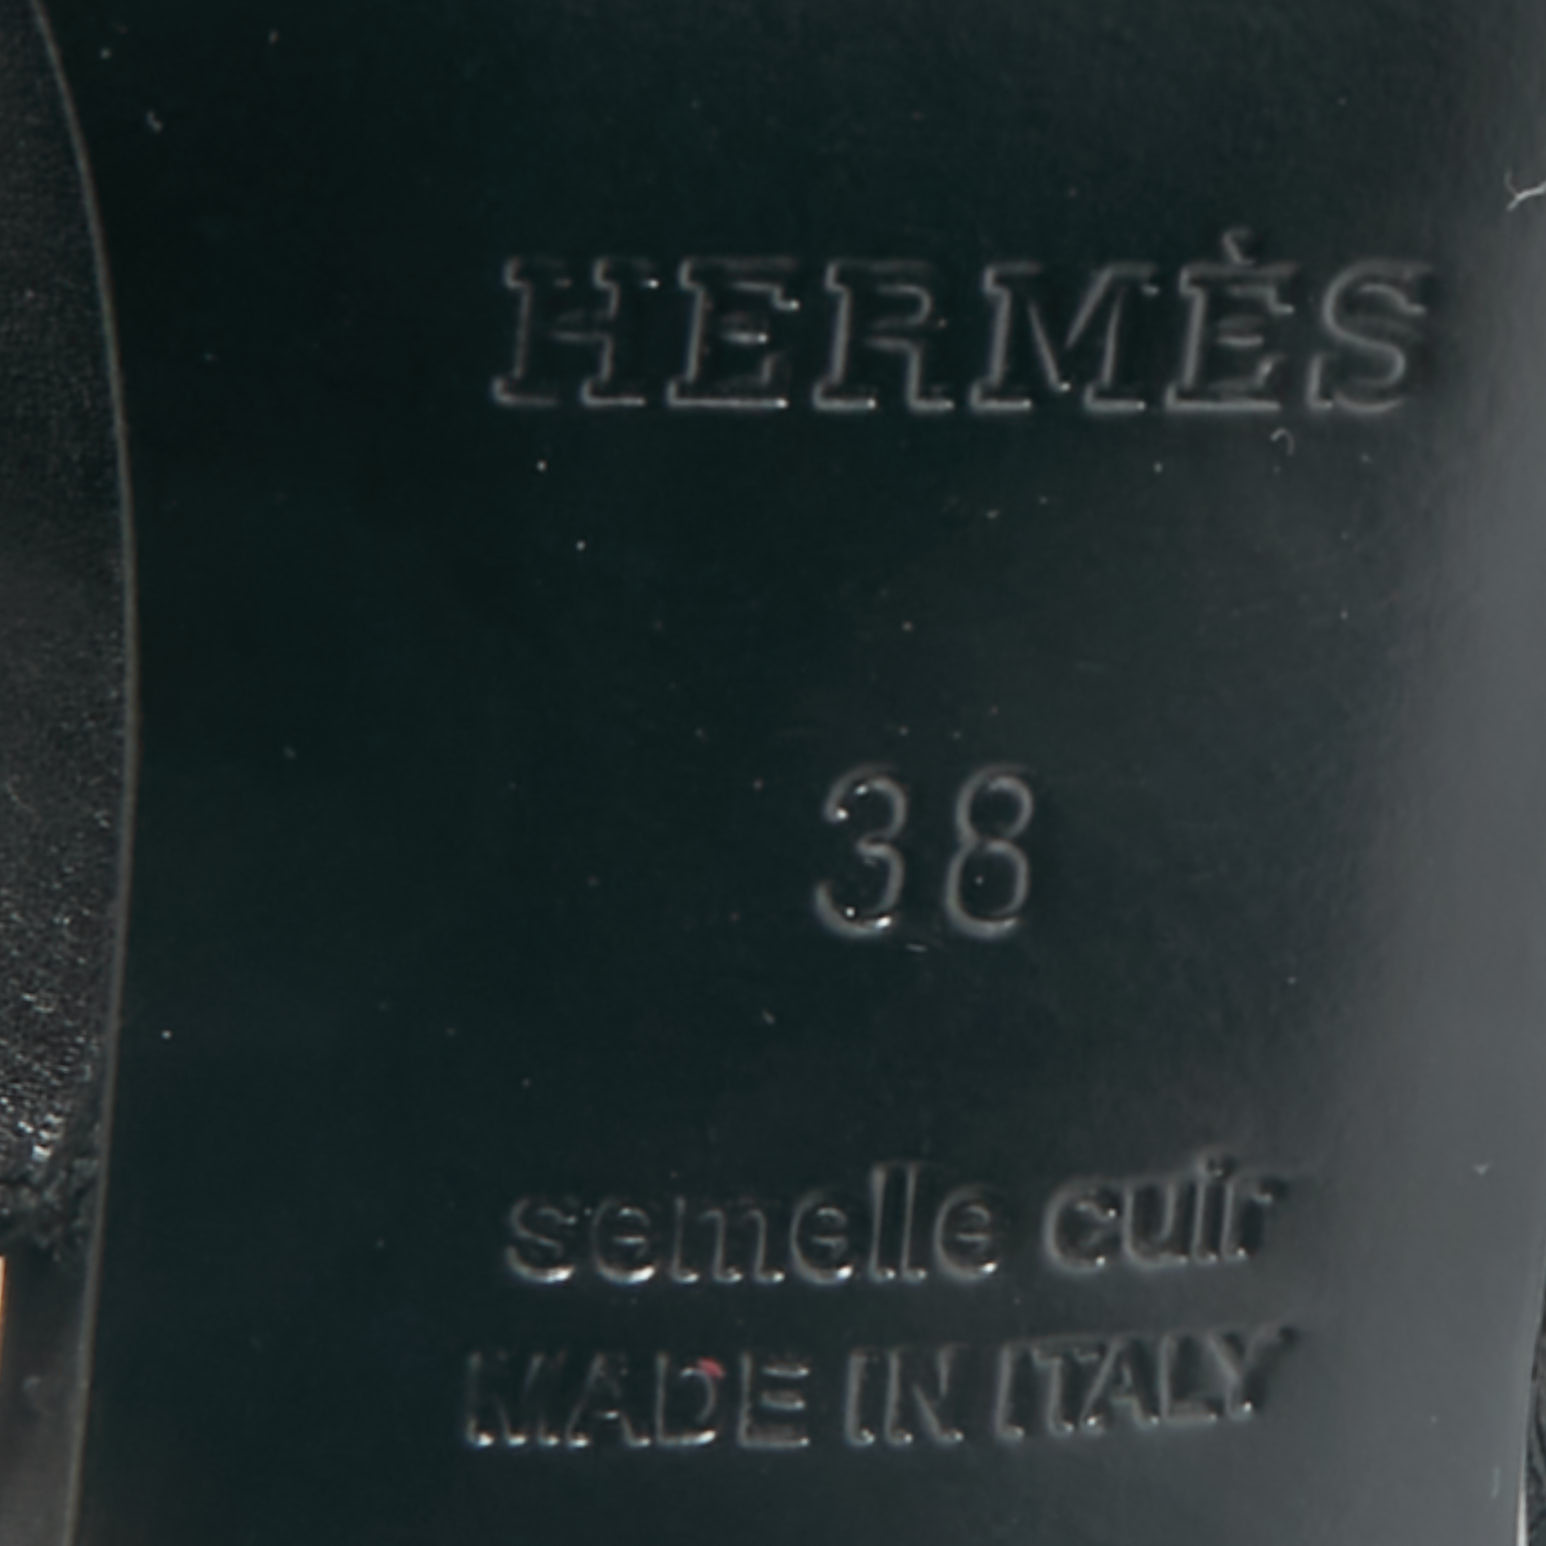 HERMÈS
38
semelle cuir
MADE IN ITALY